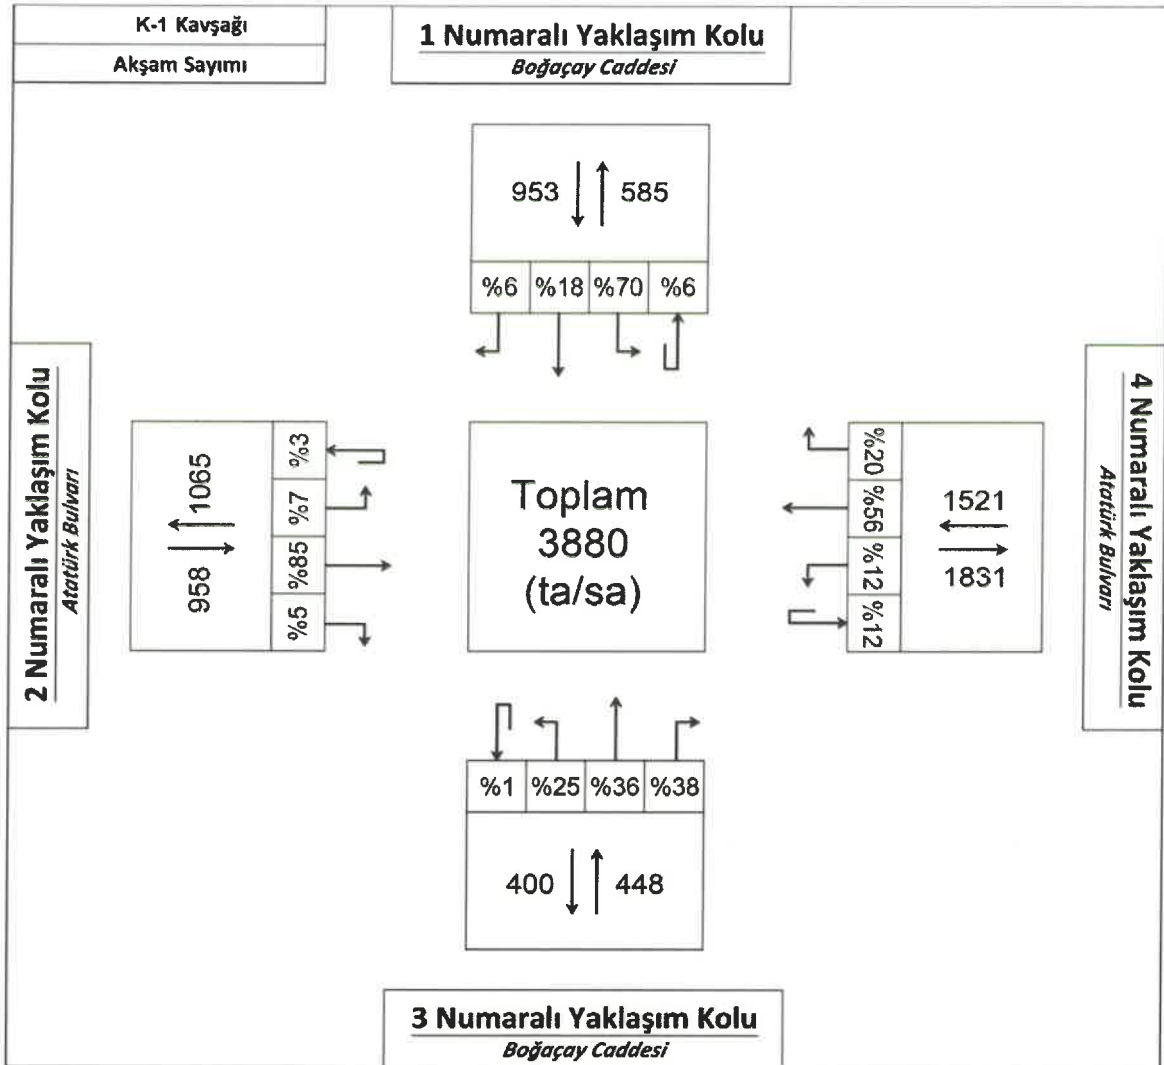 K-1 Kavşağı
Akşam Sayımı
1 Numaralı Yaklaşım Kolu
Boğaçay Caddesi
953 585
%6 %18 %70 %6
2 Numaralı Yaklaşım Kolu
Atatürk Bulvarı
1065
958
%3
%7
%85
%5
Toplam
3880
(ta/sa)
%20
%56
%12
%12
1521
1831
4 Numaralı Yaklaşım Kolu
Atatürk Bulvarı
%1 %25 %36 %38
400 448
3 Numaralı Yaklaşım Kolu
Boğaçay Caddesi